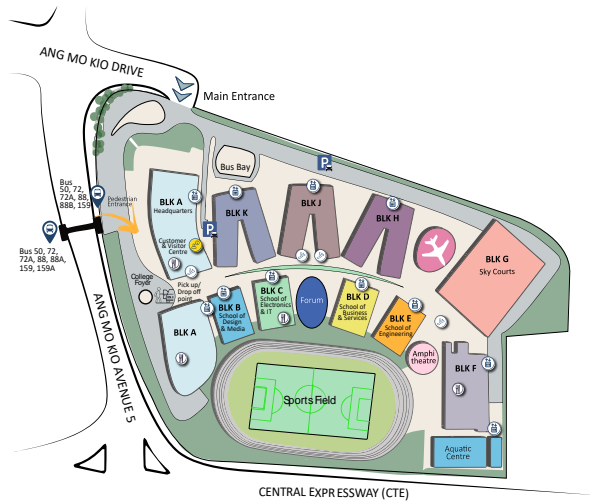 ANG MO KIO DRIVE
Main Entrance
P
Bus Bay
Bus
50, 72,
72A, 88,
88B, 159
Pedestrian
Entrance
BLK A
Headquarters
BLK K
BLK J
BLK H
BLK G
Sky Courts
P
Customer
& Visitor
Centre
Bus 50, 72,
72A, 88, 88A,
159, 159A
College
Foyer
Pick up/
Drop off
point
BLK A
BLK B
School of
Design
& Media
BLK C
School of
Electronics
& IT
Forum
BLK D
School of
Business
& Services
BLK E
School of
Engineering
Amphi
theatre
BLK F
Sports Field
Aquatic
Centre
ANG MO KIO AVENUE 5
CENTRAL EXPRESSWAY (CTE)